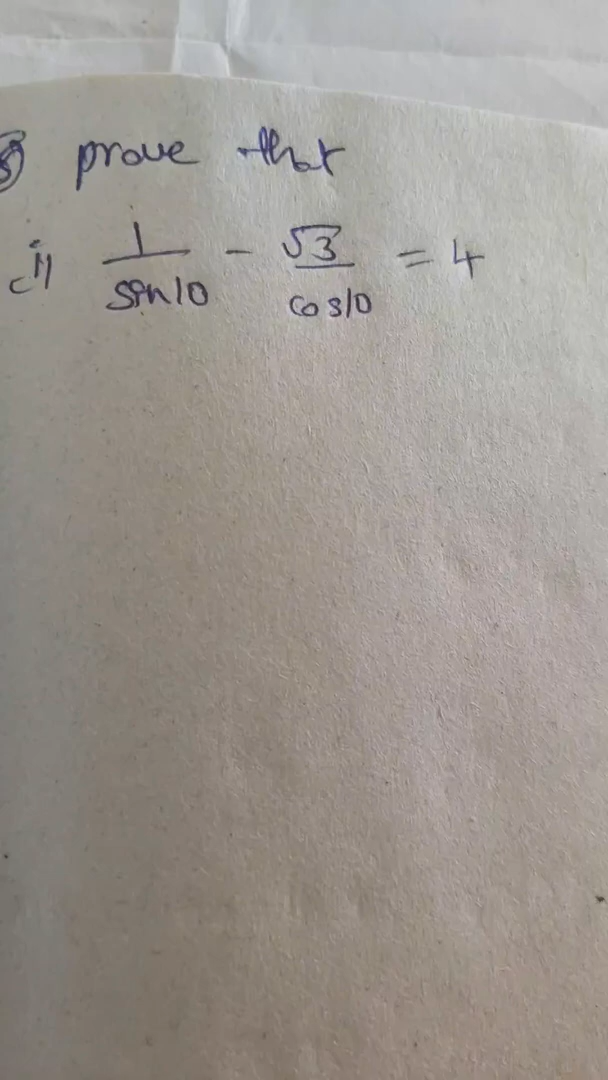 prove that
i) 1/sin10 - √3/cos10 = 4